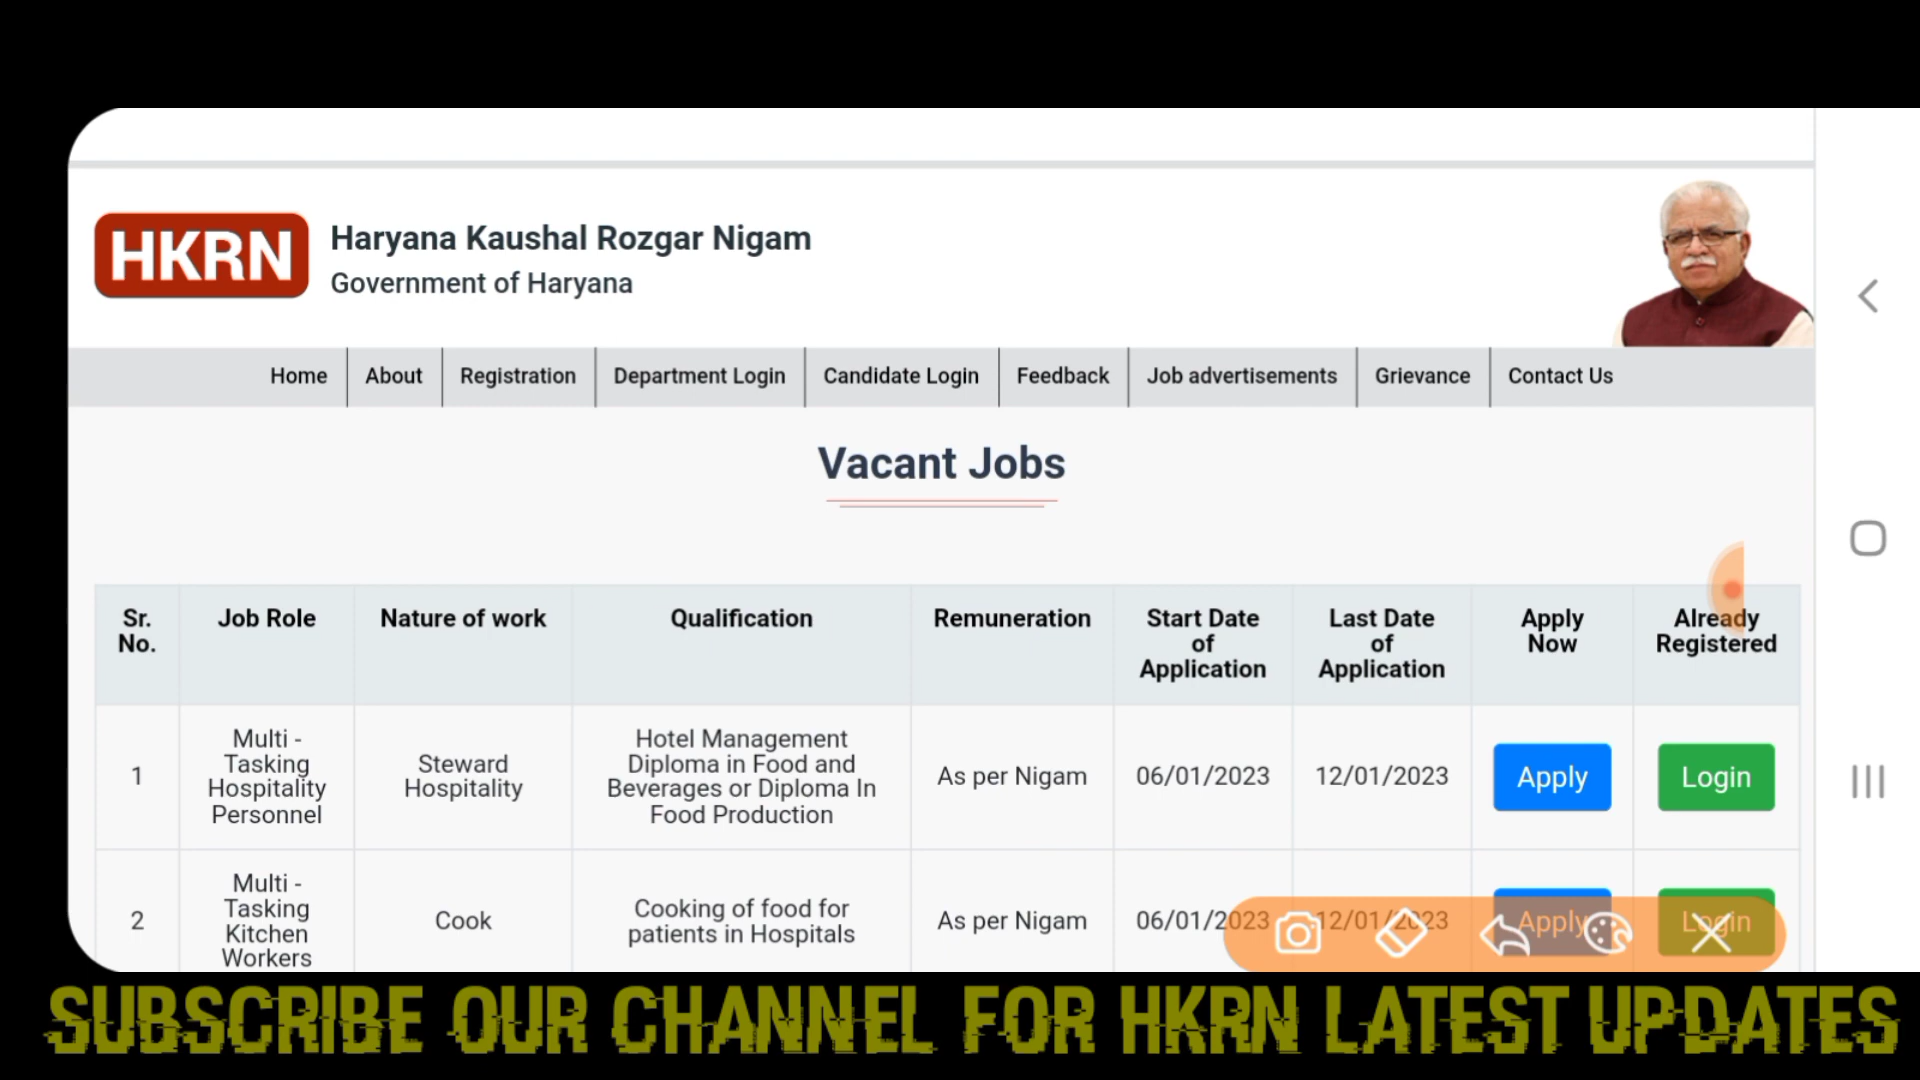 HKRN
Haryana Kaushal Rozgar Nigam
Government of Haryana
Home About Registration Department Login Candidate Login Feedback Job advertisements Grievance Contact Us
Vacant Jobs
Sr. No. Job Role Nature of work Qualification Remuneration Start Date of Application Last Date of Application Apply Now Already Registered
1 Multi - Tasking Hospitality Personnel Steward Hospitality Hotel Management Diploma in Food and Beverages or Diploma In Food Production As per Nigam 06/01/2023 12/01/2023 Apply Login
2 Multi - Tasking Kitchen Workers Cook Cooking of food for patients in Hospitals As per Nigam 06/01/2023 12/01/2023 Apply Login
SUBSCRIBE OUR CHANNEL FOR HKRN LATEST UPDATES